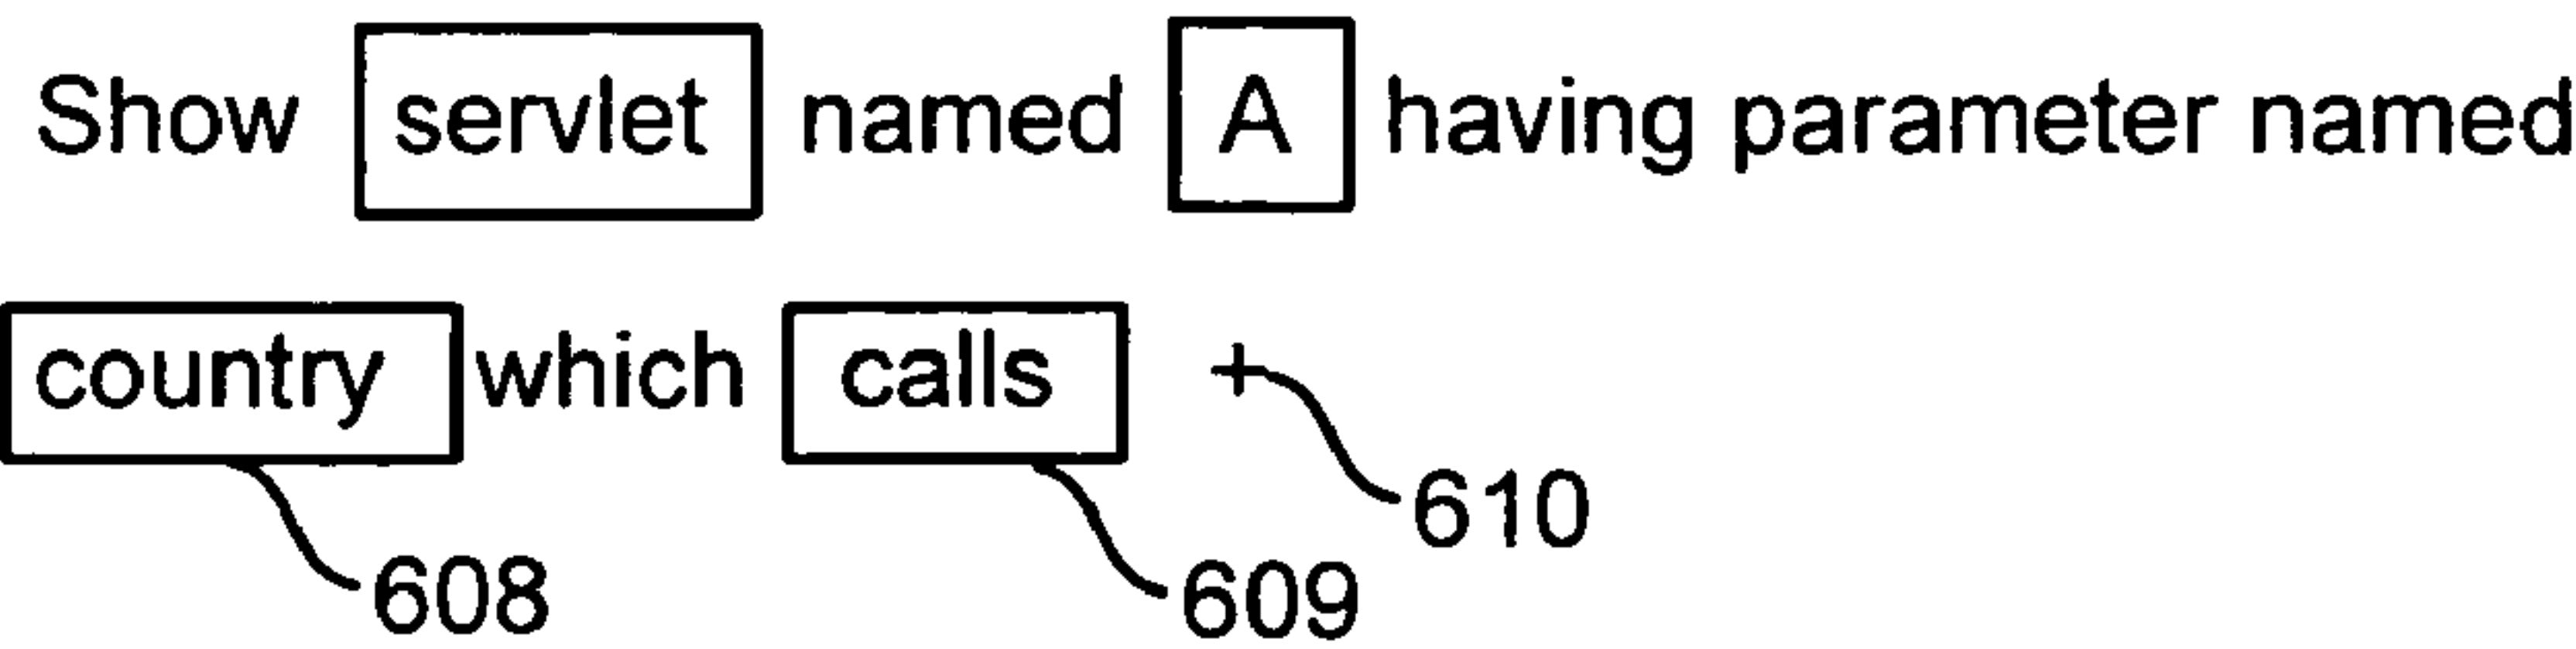 Show servlet named A having parameter named
country which calls +
610
608 609